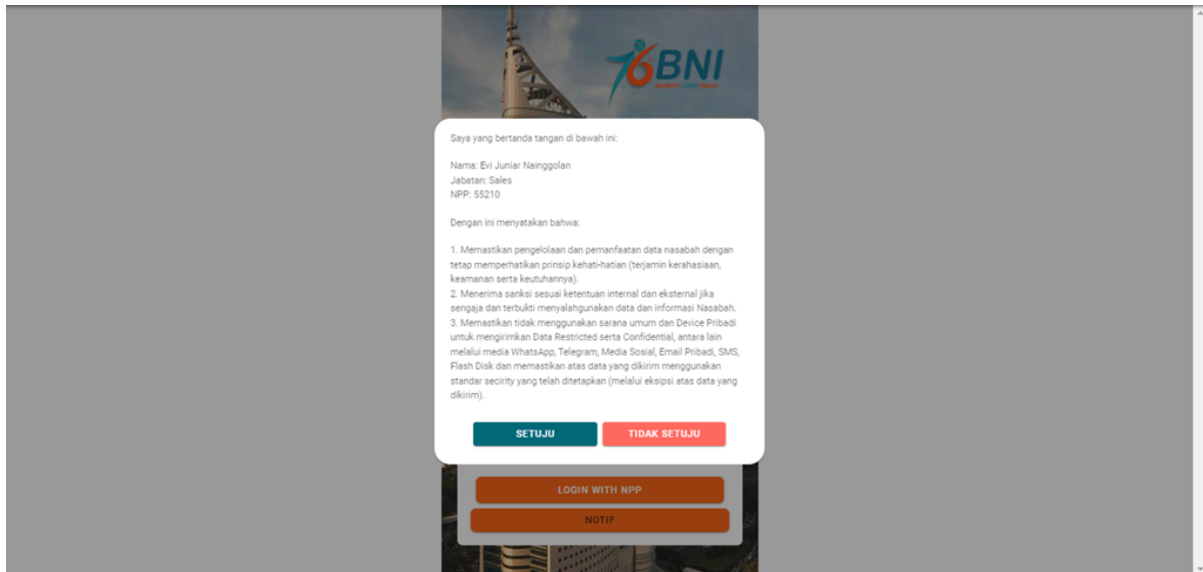 76 BNI
Saya yang bertanda tangan di bawah ini:
Nama: Evi Juniar Nainggolan
Jabatan: Sales
NPP: 55210
Dengan ini menyatakan bahwa:
1. Memastikan pengelolaan dan pemanfaatan data nasabah dengan
tetap memperhatikan prinsip kehati-hatian (terjamin kerahasiaan,
keamanan serta keutuhannya).
2. Menerima sanksi sesuai ketentuan internal dan eksternal jika
sengaja dan terbukti menyalahgunakan data dan informasi Nasabah.
3. Memastikan tidak menggunakan sarana umum dan Device Pribadi
untuk mengirimkan Data Restricted serta Confidential, antara lain
melalui media WhatsApp, Telegram, Media Sosial, Email Pribadi, SMS,
Flash Disk dan memastikan atas data yang dikirim menggunakan
standar secirity yang telah ditetapkan (melalui eksipsi atas data yang
dikirim).
SETUJU TIDAK SETUJU
LOGIN WITH NPP
NOTIF